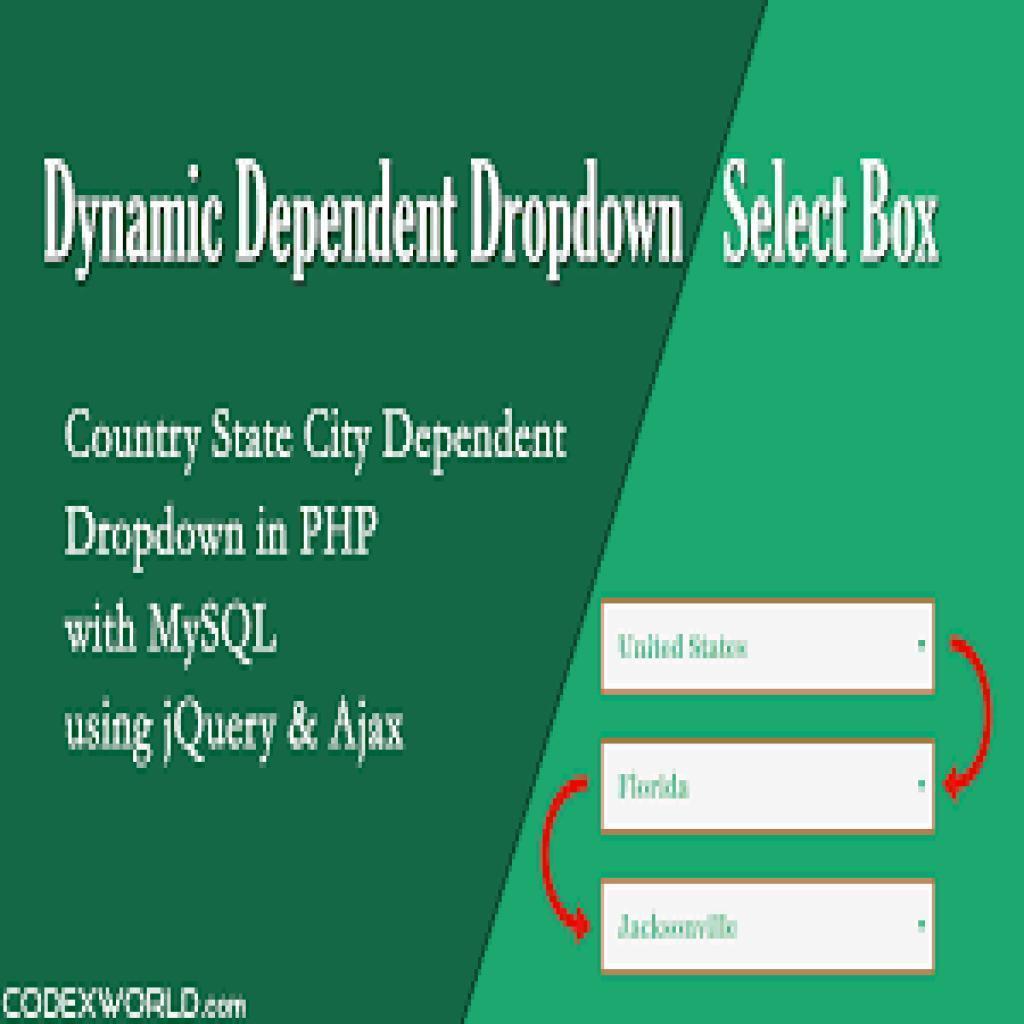 Dynamic Dependent Dropdown Select Box
Country State City Dependent
Dropdown in PHP
with MySQL
using jQuery & Ajax
United States
Florida
Jacksonville
CODEXWORLD.com